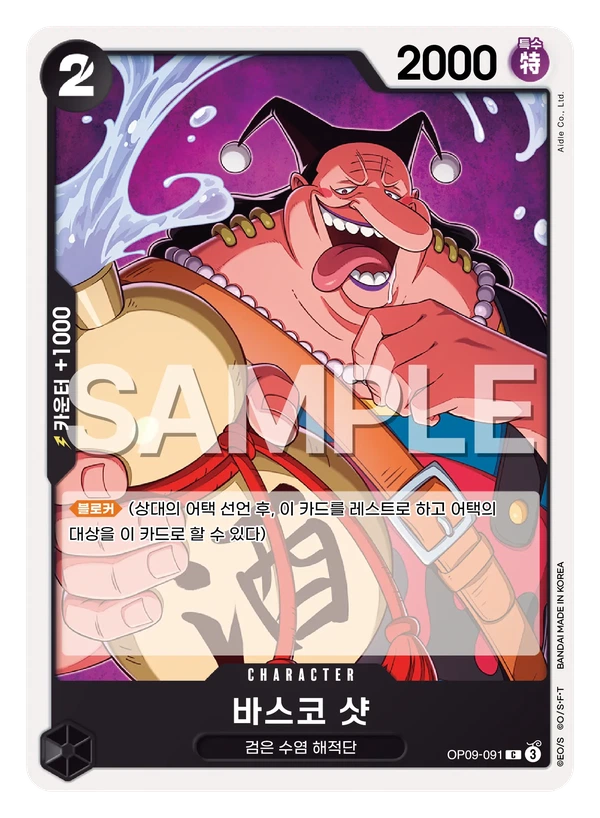 2
2000
특수
特
Aidle Co., Ltd.
카운터 +1000
SAMPLE
블로커 (상대의 어택 선언 후, 이 카드를 레스트로 하고 어택의
대상을 이 카드로 할 수 있다)
酒
CHARACTER
바스코 샷
검은 수염 해적단
OP09-091 C 3
©EO/S ©O/S·F·T BANDAI MADE IN KOREA